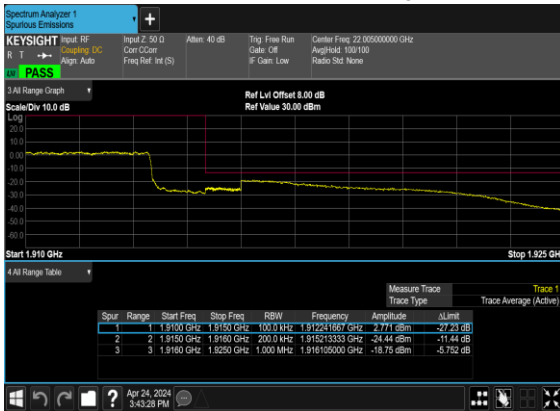 Spectrum Analyzer 1
Spurious Emissions
KEYSIGHT Input: RF Input Z: 50 Ω Atten: 40 dB Trig: Free Run Center Freq: 22.005000000 GHz
R T Coupling: DC Corr CCorr Gate: Off Avg|Hold: 100/100
Align: Auto Freq Ref: Int (S) IF Gain: Low Radio Std: None
PASS
3 All Range Graph
Ref Lvl Offset 8.00 dB
Scale/Div 10.0 dB Ref Value 30.00 dBm
Log
20.0
10.0
0.00
-10.0
-20.0
-30.0
-40.0
-50.0
-60.0
Start 1.910 GHz Stop 1.925 GH
4 All Range Table
Measure Trace Trace 1
Trace Type Trace Average (Active)
Spur Range Start Freq Stop Freq RBW Frequency Amplitude ΔLimit
1 1 1.9100 GHz 1.9150 GHz 100.0 kHz 1.912241667 GHz 2.771 dBm -27.23 dB
2 2 1.9150 GHz 1.9160 GHz 200.0 kHz 1.915213333 GHz -24.44 dBm -11.44 dB
3 3 1.9160 GHz 1.9250 GHz 1.000 MHz 1.916105000 GHz -18.75 dBm -5.752 dB
? Apr 24, 2024
3:43:28 PM